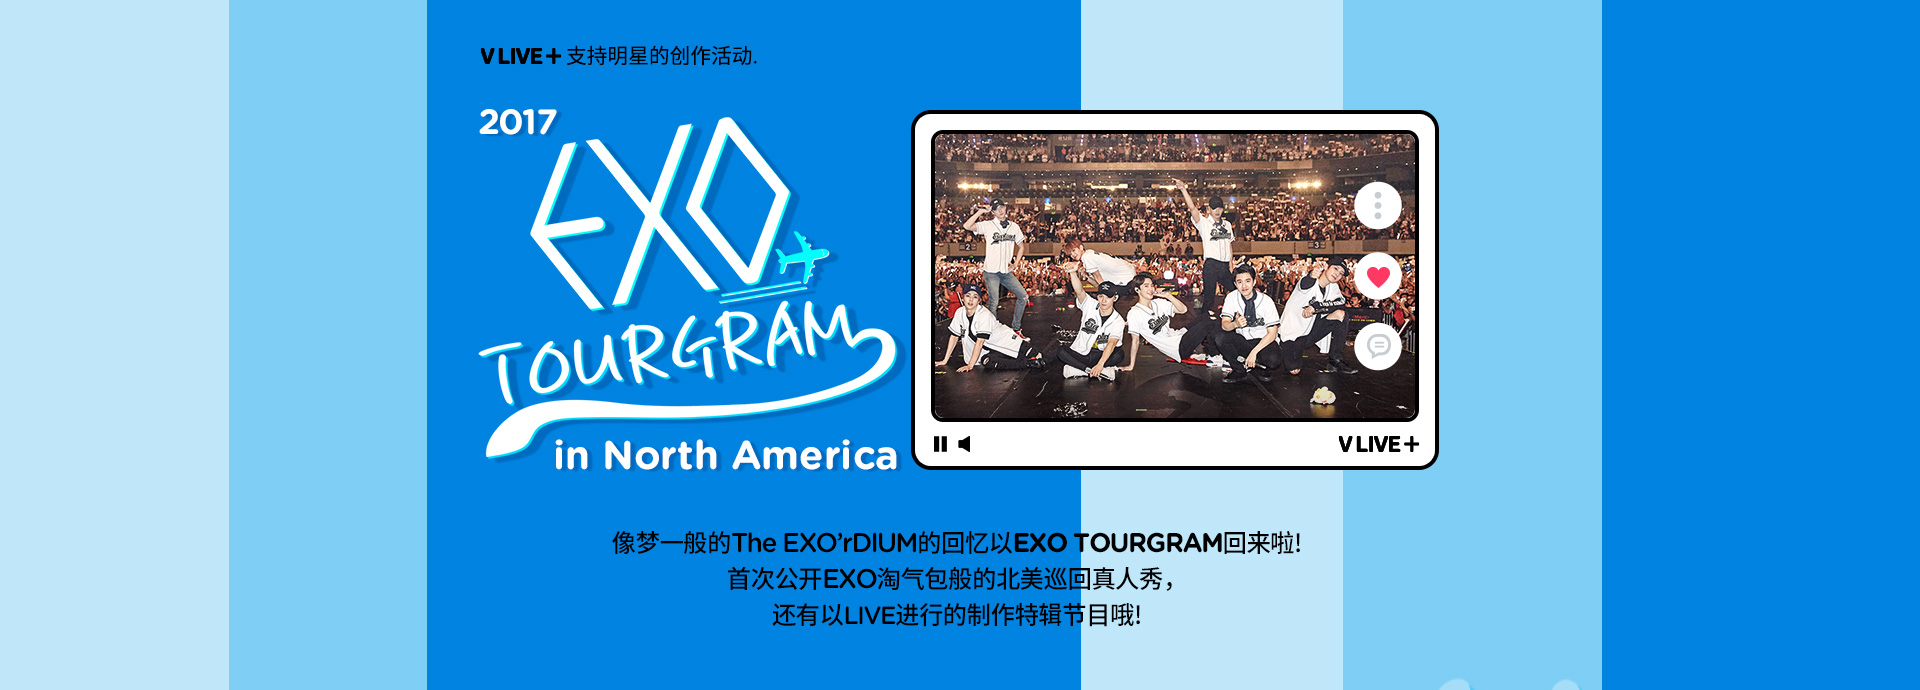 V LIVE+ 支持明星的创作活动.
2017
EXO
TOURGRAM
in North America
V LIVE+
像梦一般的The EXO’rDIUM的回忆以EXO TOURGRAM回来啦!
首次公开EXO淘气包般的北美巡回真人秀，
还有以LIVE进行的制作特辑节目哦!